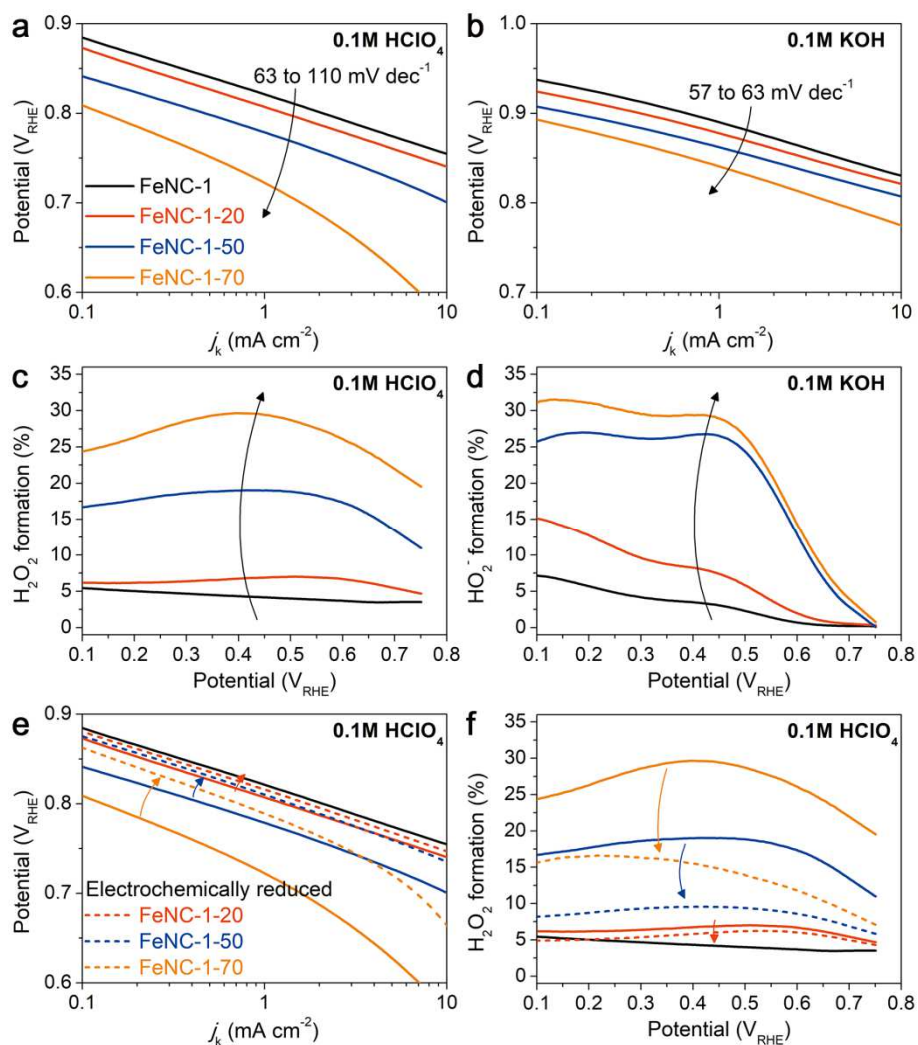 a
0.1M HClO₄
63 to 110 mV dec⁻¹
FeNC-1
FeNC-1-20
FeNC-1-50
FeNC-1-70
0.9
0.8
0.7
0.6
Potential (V_RHE)
0.1
1
10
j_k (mA cm⁻²)
b
0.1M KOH
57 to 63 mV dec⁻¹
1.0
0.9
0.8
0.7
Potential (V_RHE)
0.1
1
10
j_k (mA cm⁻²)
c
0.1M HClO₄
35
30
25
20
15
10
5
0
H₂O₂ formation (%)
0.1 0.2 0.3 0.4 0.5 0.6 0.7 0.8
Potential (V_RHE)
d
0.1M KOH
35
30
25
20
15
10
5
0
HO₂⁻ formation (%)
0.1 0.2 0.3 0.4 0.5 0.6 0.7 0.8
Potential (V_RHE)
e
0.1M HClO₄
Electrochemically reduced
FeNC-1-20
FeNC-1-50
FeNC-1-70
0.9
0.8
0.7
0.6
Potential (V_RHE)
0.1
1
10
j_k (mA cm⁻²)
f
0.1M HClO₄
35
30
25
20
15
10
5
0
H₂O₂ formation (%)
0.1 0.2 0.3 0.4 0.5 0.6 0.7 0.8
Potential (V_RHE)